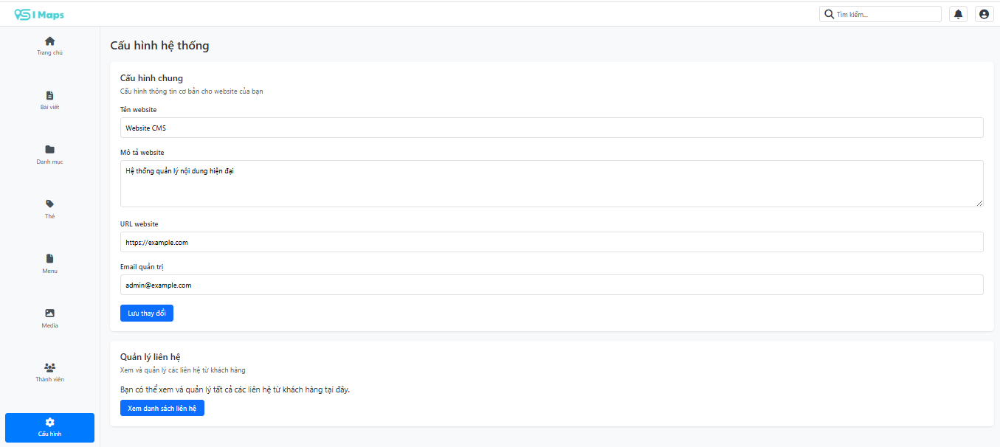 SI Maps
Tìm kiếm...
Trang chủ
Bài viết
Danh mục
Thẻ
Menu
Media
Thành viên
Cấu hình
Cấu hình hệ thống
Cấu hình chung
Cấu hình thông tin cơ bản cho website của bạn
Tên website
Website CMS
Mô tả website
Hệ thống quản lý nội dung hiện đại
URL website
https://example.com
Email quản trị
admin@example.com
Lưu thay đổi
Quản lý liên hệ
Xem và quản lý các liên hệ từ khách hàng
Bạn có thể xem và quản lý tất cả các liên hệ từ khách hàng tại đây.
Xem danh sách liên hệ